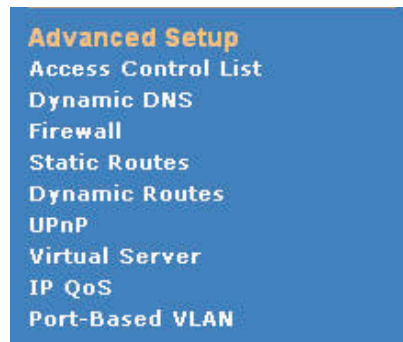 Advanced Setup
Access Control List
Dynamic DNS
Firewall
Static Routes
Dynamic Routes
UPnP
Virtual Server
IP QoS
Port-Based VLAN